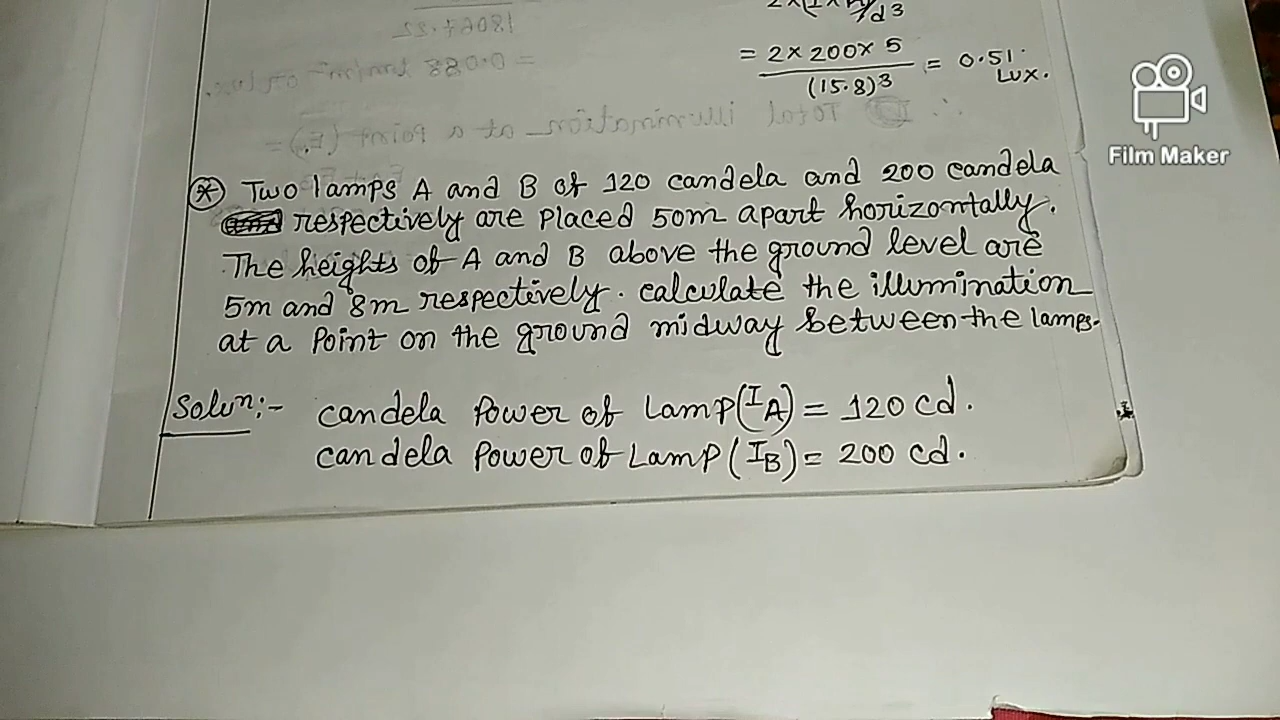 2×(I×H)/d3
= 2×200×5 / (15.8)3 = 0.51 Lux.
Film Maker
* Two lamps A and B of 120 candela and 200 candela
respectively are placed 50m apart horizontally.
The heights of A and B above the ground level are
5m and 8m respectively. calculate the illumination
at a Point on the ground midway between the lamps.
Solun:- candela Power of Lamp(IA) = 120 cd.
candela Power of Lamp (IB) = 200 cd.